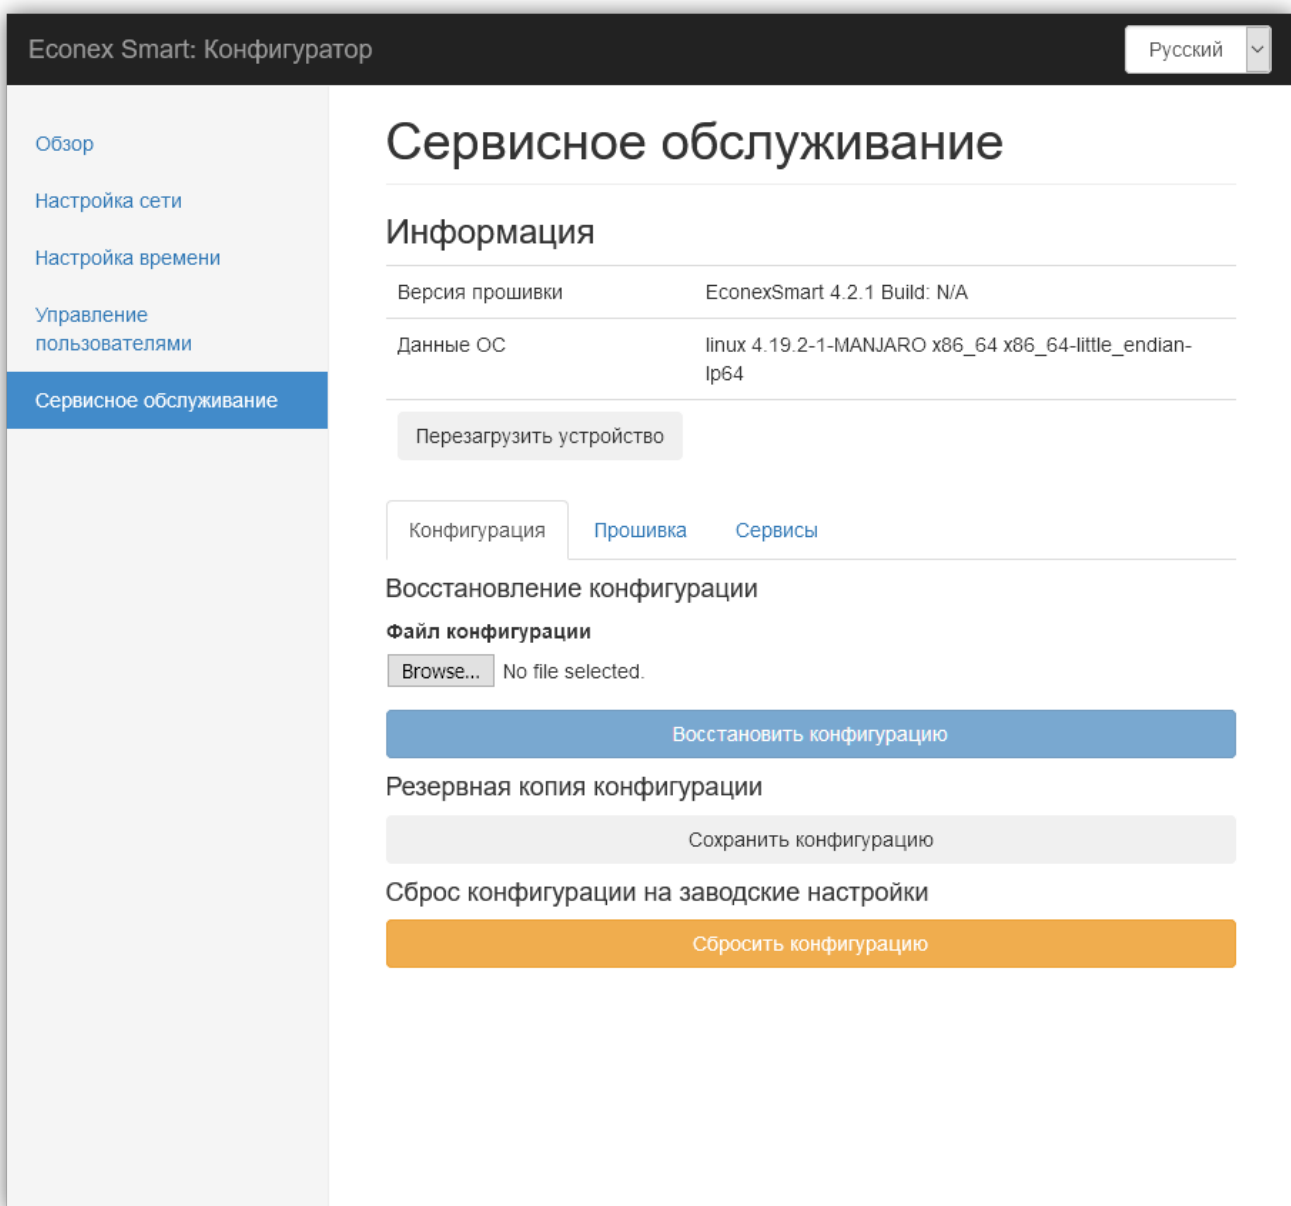 Econex Smart: Конфигуратор
Русский
Обзор
Настройка сети
Настройка времени
Управление
пользователями
Сервисное обслуживание
Сервисное обслуживание
Информация
Версия прошивки EconexSmart 4.2.1 Build: N/A
Данные ОС linux 4.19.2-1-MANJARO x86_64 x86_64-little_endian-
lp64
Перезагрузить устройство
Конфигурация Прошивка Сервисы
Восстановление конфигурации
Файл конфигурации
Browse... No file selected.
Восстановить конфигурацию
Резервная копия конфигурации
Сохранить конфигурацию
Сброс конфигурации на заводские настройки
Сбросить конфигурацию